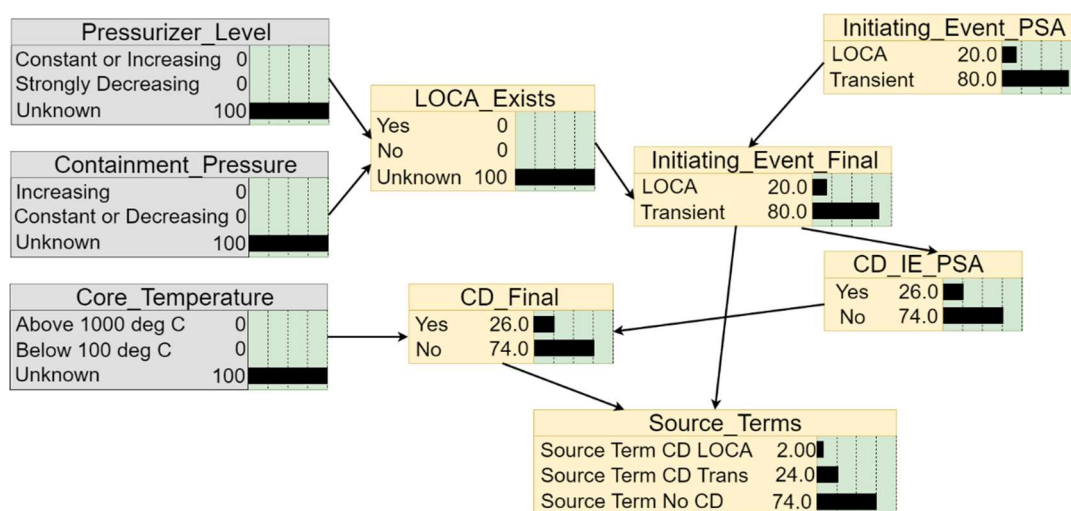 Pressurizer_Level
Constant or Increasing 0
Strongly Decreasing 0
Unknown 100
Containment_Pressure
Increasing 0
Constant or Decreasing 0
Unknown 100
Core_Temperature
Above 1000 deg C 0
Below 100 deg C 0
Unknown 100
LOCA_Exists
Yes 0
No 0
Unknown 100
Initiating_Event_PSA
LOCA 20.0
Transient 80.0
Initiating_Event_Final
LOCA 20.0
Transient 80.0
CD_IE_PSA
Yes 26.0
No 74.0
CD_Final
Yes 26.0
No 74.0
Source_Terms
Source Term CD LOCA 2.00
Source Term CD Trans 24.0
Source Term No CD 74.0